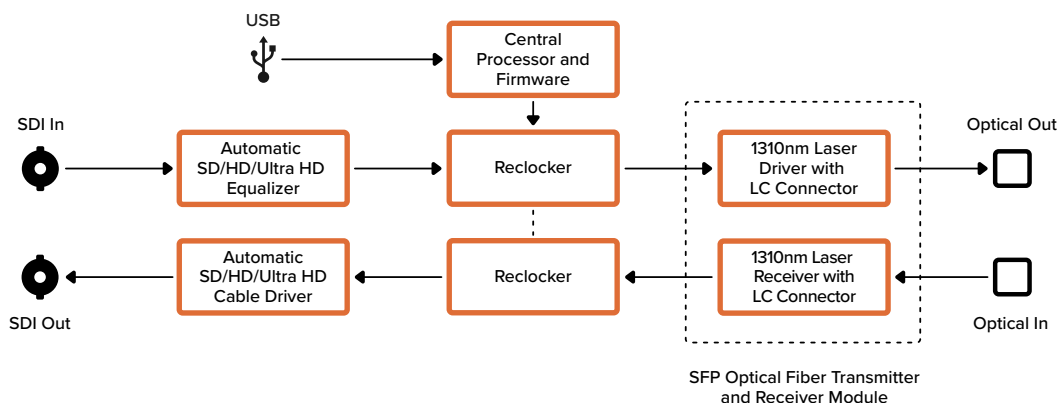 USB
Central
Processor and
Firmware
SDI In
Automatic
SD/HD/Ultra HD
Equalizer
Reclocker
1310nm Laser
Driver with
LC Connector
Optical Out
Automatic
SD/HD/Ultra HD
Cable Driver
Reclocker
1310nm Laser
Receiver with
LC Connector
SDI Out
Optical In
SFP Optical Fiber Transmitter
and Receiver Module